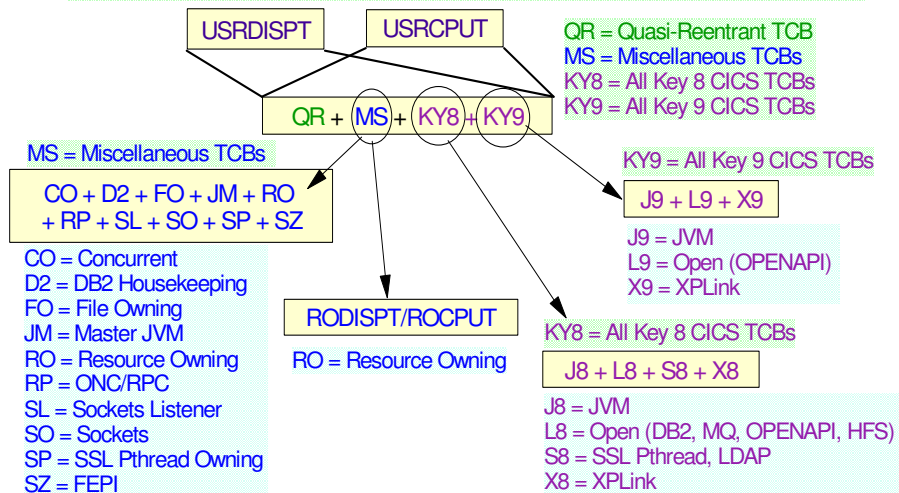 USRDISPT
USRCPUT
QR = Quasi-Reentrant TCB
MS = Miscellaneous TCBs
KY8 = All Key 8 CICS TCBs
KY9 = All Key 9 CICS TCBs
QR + MS + KY8 + KY9
MS = Miscellaneous TCBs
CO + D2 + FO + JM + RO
+ RP + SL + SO + SP + SZ
CO = Concurrent
D2 = DB2 Housekeeping
FO = File Owning
JM = Master JVM
RO = Resource Owning
RP = ONC/RPC
SL = Sockets Listener
SO = Sockets
SP = SSL Pthread Owning
SZ = FEPI
RODISPT/ROCPUT
RO = Resource Owning
KY9 = All Key 9 CICS TCBs
J9 + L9 + X9
J9 = JVM
L9 = Open (OPENAPI)
X9 = XPLink
KY8 = All Key 8 CICS TCBs
J8 + L8 + S8 + X8
J8 = JVM
L8 = Open (DB2, MQ, OPENAPI, HFS)
S8 = SSL Pthread, LDAP
X8 = XPLink